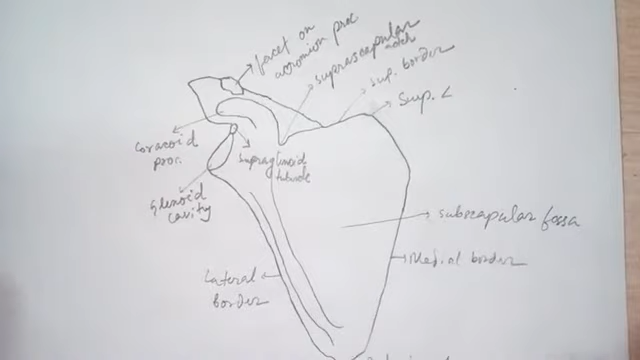 facet on
acromion proc
suprascapular
notch
sup. border
Sup. <
coracoid
proc.
supraglenoid
tubercle
glenoid
cavity
subscapular fossa
Medial border
Lateral
border